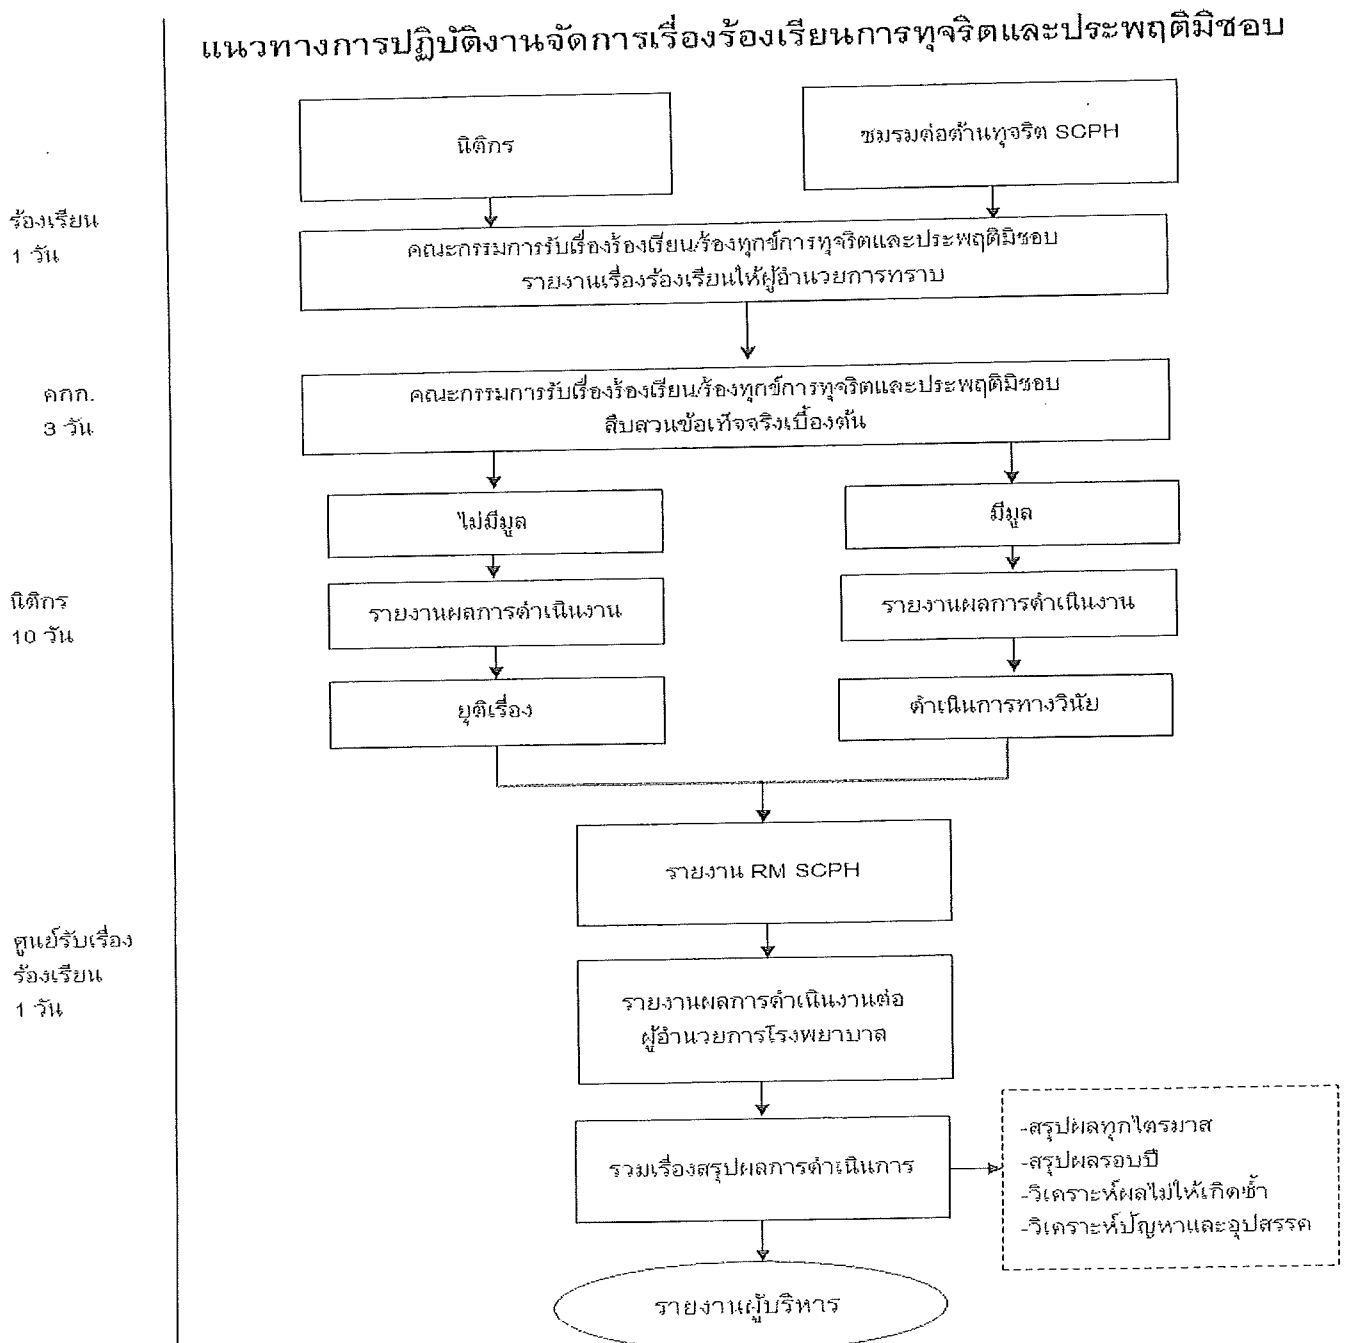 แนวทางการปฏิบัติงานจัดการเรื่องร้องเรียนการทุจริตและประพฤติมิชอบ
นิติกร
ชมรมต่อต้านทุจริต SCPH
ร้องเรียน
1 วัน
คณะกรรมการรับเรื่องร้องเรียน/ร้องทุกข์การทุจริตและประพฤติมิชอบ
รายงานเรื่องร้องเรียนให้ผู้อำนวยการทราบ
คกก.
3 วัน
คณะกรรมการรับเรื่องร้องเรียน/ร้องทุกข์การทุจริตและประพฤติมิชอบ
สืบสวนข้อเท็จจริงเบื้องต้น
ไม่มีมูล
มีมูล
นิติกร
10 วัน
รายงานผลการดำเนินงาน
รายงานผลการดำเนินงาน
ยุติเรื่อง
ดำเนินการทางวินัย
รายงาน RM SCPH
ศูนย์รับเรื่อง
ร้องเรียน
1 วัน
รายงานผลการดำเนินงานต่อ
ผู้อำนวยการโรงพยาบาล
รวมเรื่องสรุปผลการดำเนินการ
-สรุปผลทุกไตรมาส
-สรุปผลรอบปี
-วิเคราะห์ผลไม่ให้เกิดซ้ำ
-วิเคราะห์ปัญหาและอุปสรรค
รายงานผู้บริหาร